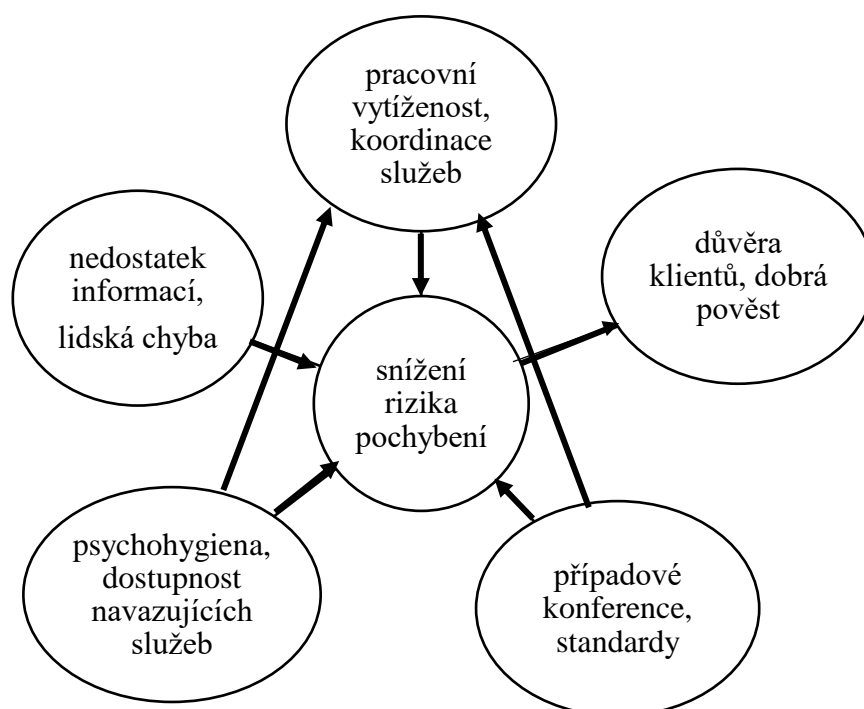 pracovní
vytíženost,
koordinace
služeb
nedostatek
informací,
lidská chyba
důvěra
klientů, dobrá
pověst
snížení
rizika
pochybení
psychohygiena,
dostupnost
navazujících
služeb
případové
konference,
standardy